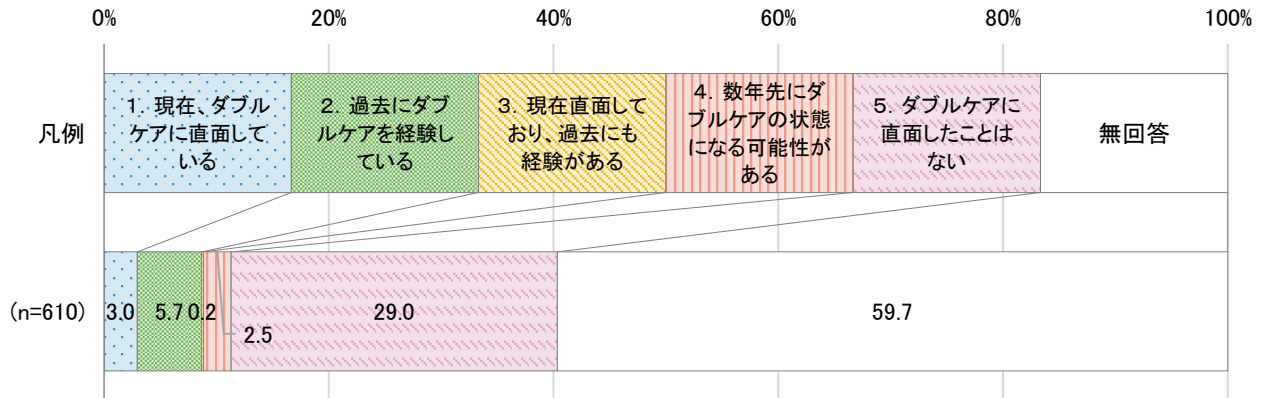 0% 20% 40% 60% 80% 100%
凡例
1．現在、ダブル
ケアに直面して
いる
2．過去にダブ
ルケアを経験し
ている
3．現在直面して
おり、過去にも
経験がある
4．数年先にダ
ブルケアの状態
になる可能性が
ある
5．ダブルケアに
直面したことは
ない
無回答
(n=610) 3.0 5.7 0.2 2.5 29.0 59.7